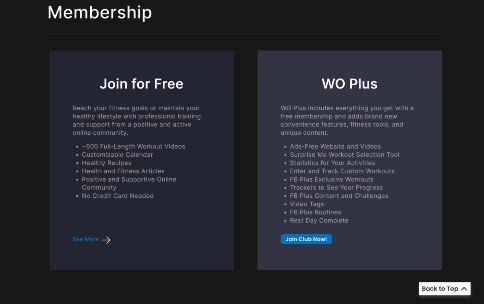 Membership
Join for Free
Reach your fitness goals or maintain your
healthy lifestyle with professional training
and support from a positive and active
online community.
• ~600 Full-Length Workout Videos
• Customizable Calendar
• Healthy Recipes
• Health and Fitness Articles
• Positive and Supportive Online
Community
• No Credit Card Needed
See More →
WO Plus
WO Plus includes everything you get with a
free membership and adds brand new
convenience features, fitness tools, and
unique content.
• Ads-Free Website and Videos
• Surprise Me Workout Selection Tool
• Statistics for Your Activities
• Enter and Track Custom Workouts
• FB Plus Exclusive Workouts
• Trackers to See Your Progress
• FB Plus Content and Challenges
• Video Tags
• FB Plus Routines
• Rest Day Complete
Join Club Now!
Back to Top